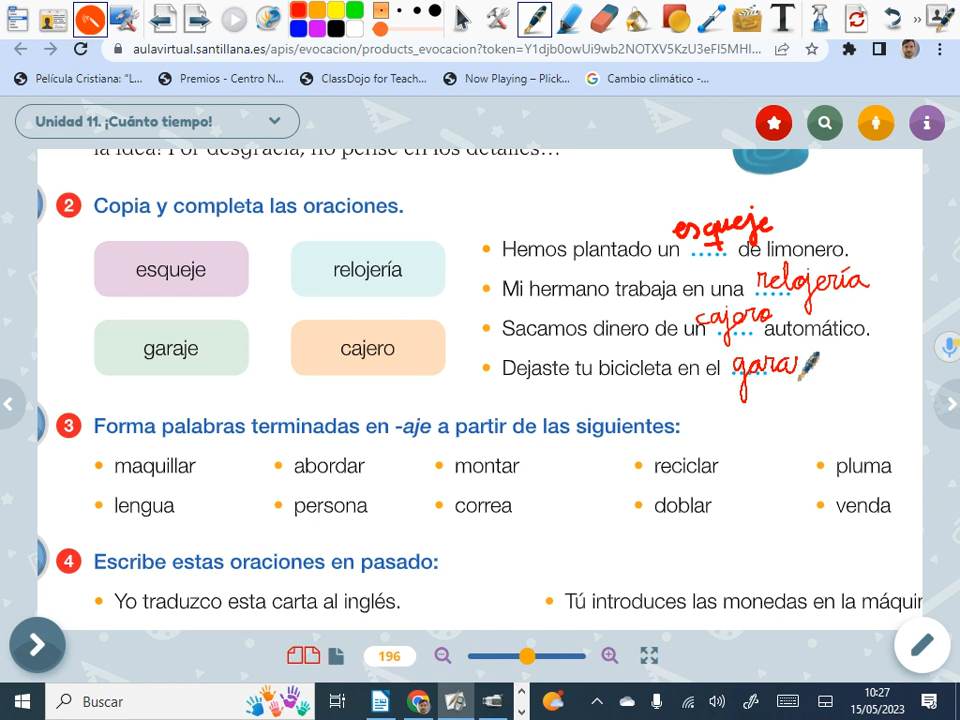 aulavirtual.santillana.es/apis/evocacion/products_evocacion?token=Y1djb0owUi9wb2NOTXV5KzU3eFI5MHl...
Película Cristiana: "L...
Premios - Centro N...
ClassDojo for Teach...
Now Playing – Plick...
Cambio climático -...
Unidad 11. ¡Cuánto tiempo!
la idea! Por desgracia, no pensé en los detalles…
2 Copia y completa las oraciones.
esqueje
relojería
garaje
cajero
esqueje
Hemos plantado un ..... de limonero.
Mi hermano trabaja en una ..... relojería
cajero
Sacamos dinero de un ..... automático.
Dejaste tu bicicleta en el ..... gara
3 Forma palabras terminadas en -aje a partir de las siguientes:
maquillar abordar montar reciclar pluma
lengua persona correa doblar venda
4 Escribe estas oraciones en pasado:
Yo traduzco esta carta al inglés. Tú introduces las monedas en la máquin
196
Buscar
10:27
15/05/2023